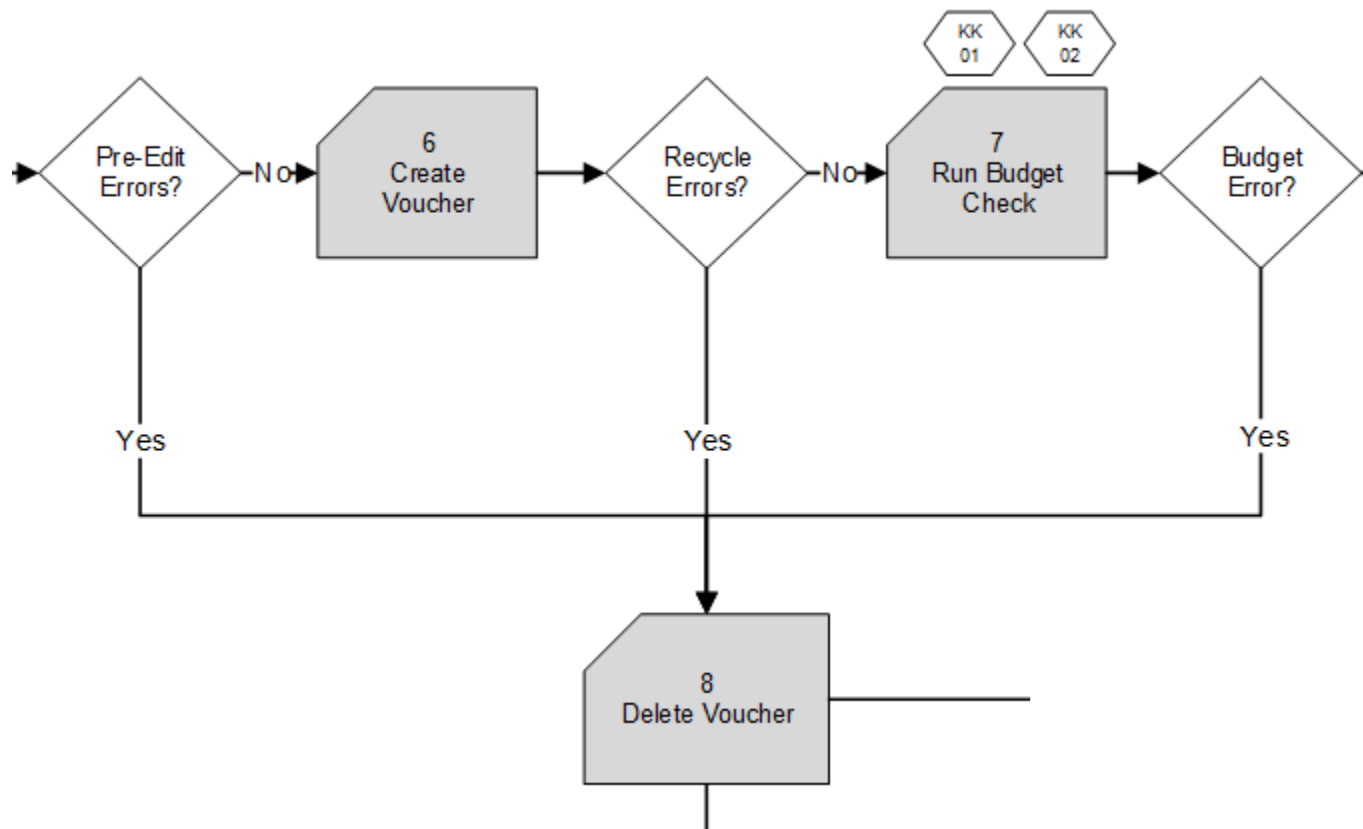 KK
01
KK
02
Pre-Edit
Errors?
No
6
Create
Voucher
Recycle
Errors?
No
7
Run Budget
Check
Budget
Error?
Yes
Yes
Yes
8
Delete Voucher